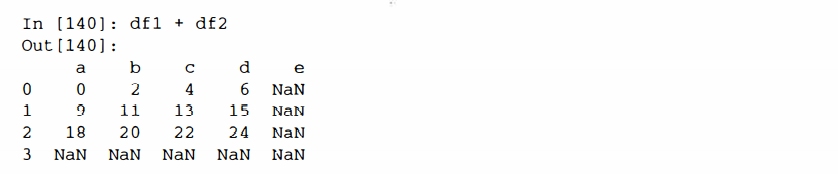 In [140]: df1 + df2
Out[140]:
a b c d e
0 0 2 4 6 NaN
1 9 11 13 15 NaN
2 18 20 22 24 NaN
3 NaN NaN NaN NaN NaN